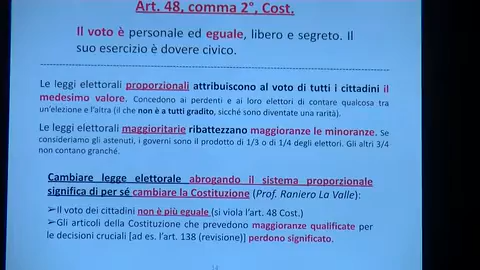 Art. 48, comma 2°, Cost.
Il voto è personale ed eguale, libero e segreto. Il
suo esercizio è dovere civico.
Le leggi elettorali proporzionali attribuiscono al voto di tutti i cittadini il
medesimo valore. Concedono ai perdenti e ai loro elettori di contare qualcosa tra
un'elezione e l'altra (il che non è a tutti gradito, sicché sono diventate una rarità).
Le leggi elettorali maggioritarie ribattezzano maggioranze le minoranze. Se
consideriamo gli astenuti, i governi sono il prodotto di 1/3 o di 1/4 degli elettori. Gli altri 3/4
non contano granché.
Cambiare legge elettorale abrogando il sistema proporzionale
significa di per sé cambiare la Costituzione (Prof. Raniero La Valle):
➢Il voto dei cittadini non è più eguale (si viola l'art. 48 Cost.)
➢Gli articoli della Costituzione che prevedono maggioranze qualificate per
le decisioni cruciali [ad es. l'art. 138 (revisione)] perdono significato.
14